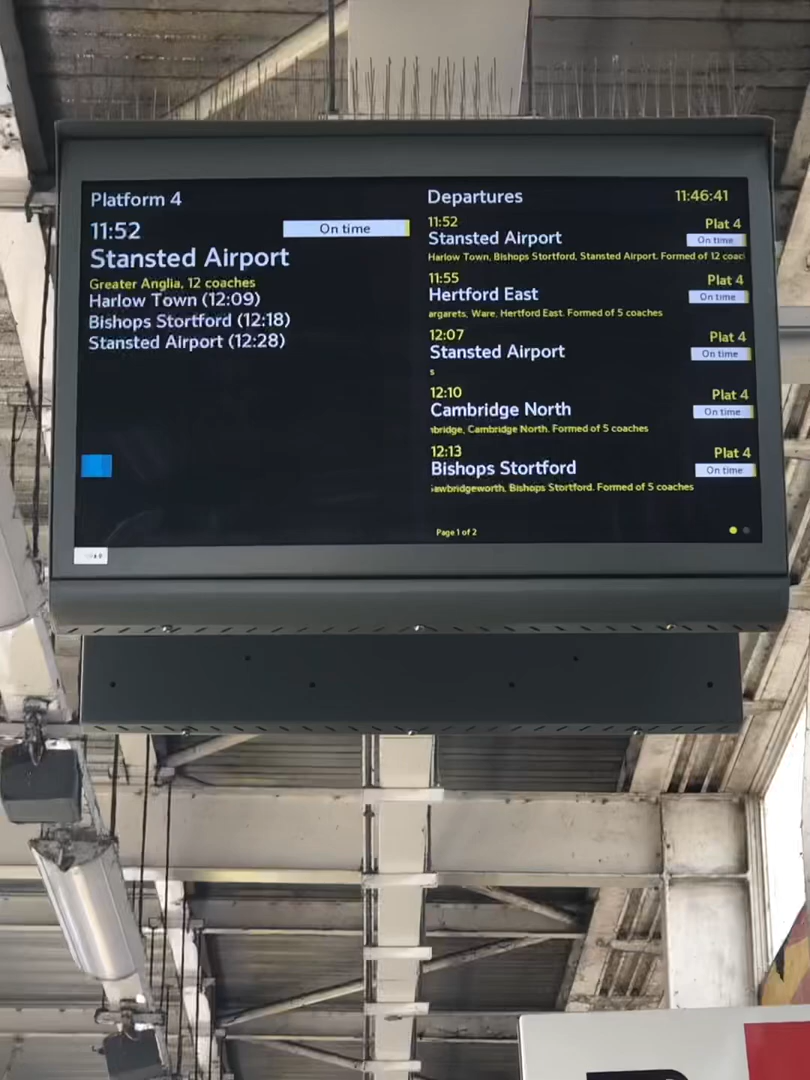 Platform 4
11:52
On time
Stansted Airport
Greater Anglia, 12 coaches
Harlow Town (12:09)
Bishops Stortford (12:18)
Stansted Airport (12:28)
Departures 11:46:41
11:52 Plat 4
Stansted Airport On time
Harlow Town, Bishops Stortford, Stansted Airport. Formed of 12 coac
11:55 Plat 4
Hertford East On time
argarets, Ware, Hertford East. Formed of 5 coaches
12:07 Plat 4
Stansted Airport On time
s
12:10 Plat 4
Cambridge North On time
nbridge, Cambridge North. Formed of 5 coaches
12:13 Plat 4
Bishops Stortford On time
awbridgeworth, Bishops Stortford. Formed of 5 coaches
Page 1 of 2